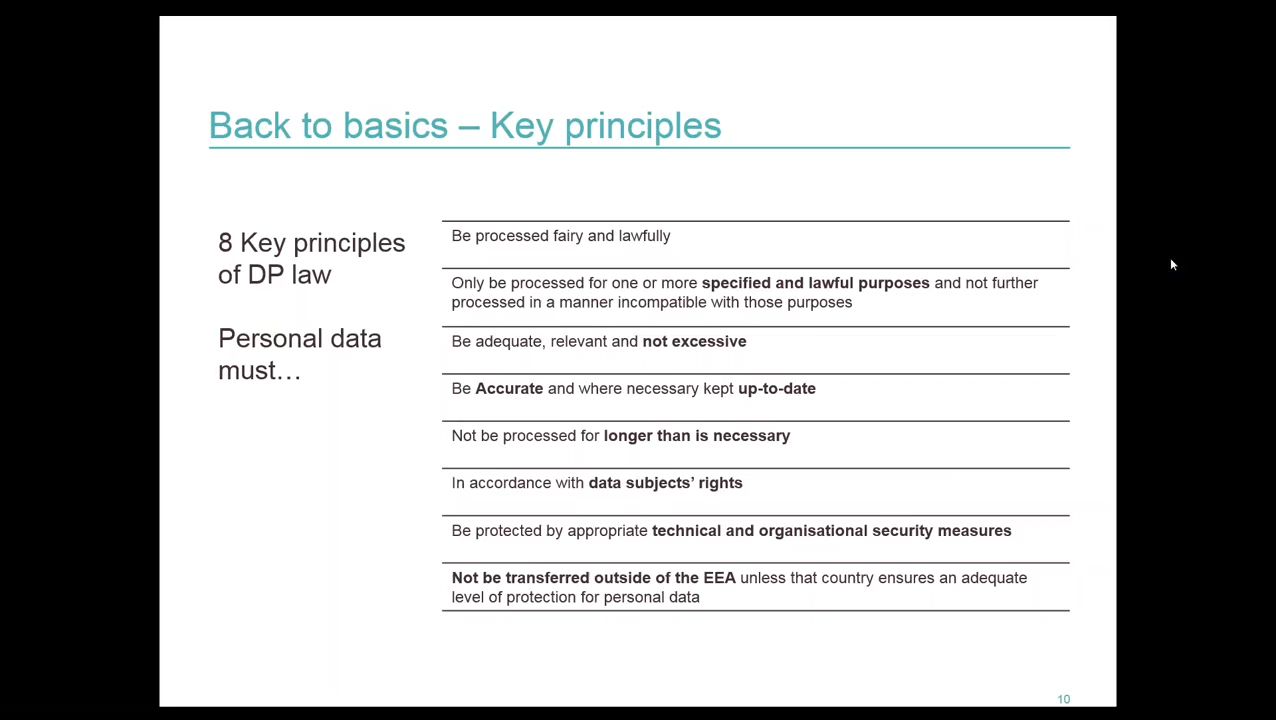 Back to basics – Key principles
8 Key principles
of DP law
Personal data
must…
Be processed fairy and lawfully
Only be processed for one or more specified and lawful purposes and not further
processed in a manner incompatible with those purposes
Be adequate, relevant and not excessive
Be Accurate and where necessary kept up-to-date
Not be processed for longer than is necessary
In accordance with data subjects’ rights
Be protected by appropriate technical and organisational security measures
Not be transferred outside of the EEA unless that country ensures an adequate
level of protection for personal data
10